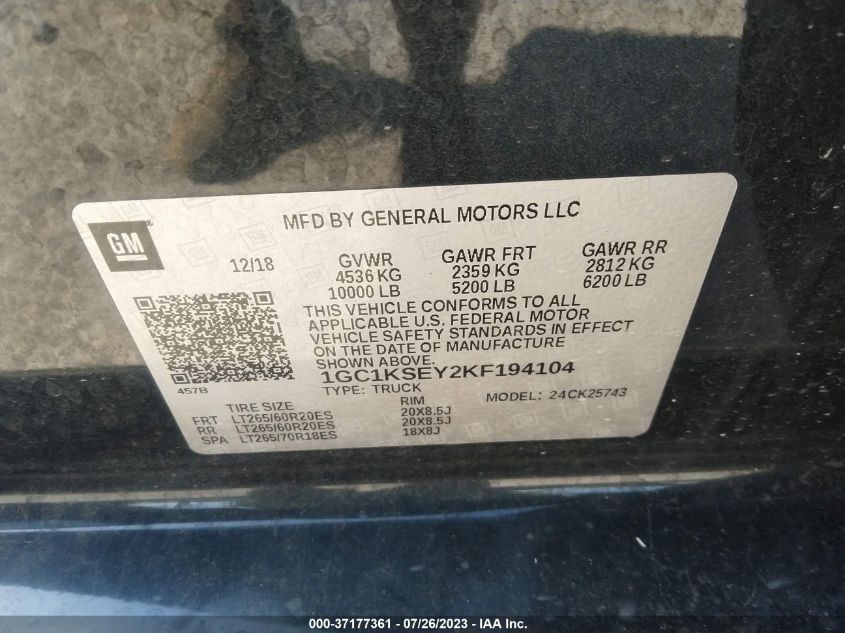 GM
MFD BY GENERAL MOTORS LLC
12/18 GVWR GAWR FRT GAWR RR
4536 KG 2359 KG 2812 KG
10000 LB 5200 LB 6200 LB
THIS VEHICLE CONFORMS TO ALL
APPLICABLE U.S. FEDERAL MOTOR
VEHICLE SAFETY STANDARDS IN EFFECT
ON THE DATE OF MANUFACTURE
SHOWN ABOVE.
1GC1KSEY2KF194104
457B TYPE: TRUCK MODEL: 24CK25743
TIRE SIZE RIM
FRT LT265/60R20ES 20X8.5J
RR LT265/60R20ES 20X8.5J
SPA LT265/70R18ES 18X8J
000-37177361 - 07/26/2023 - IAA Inc.